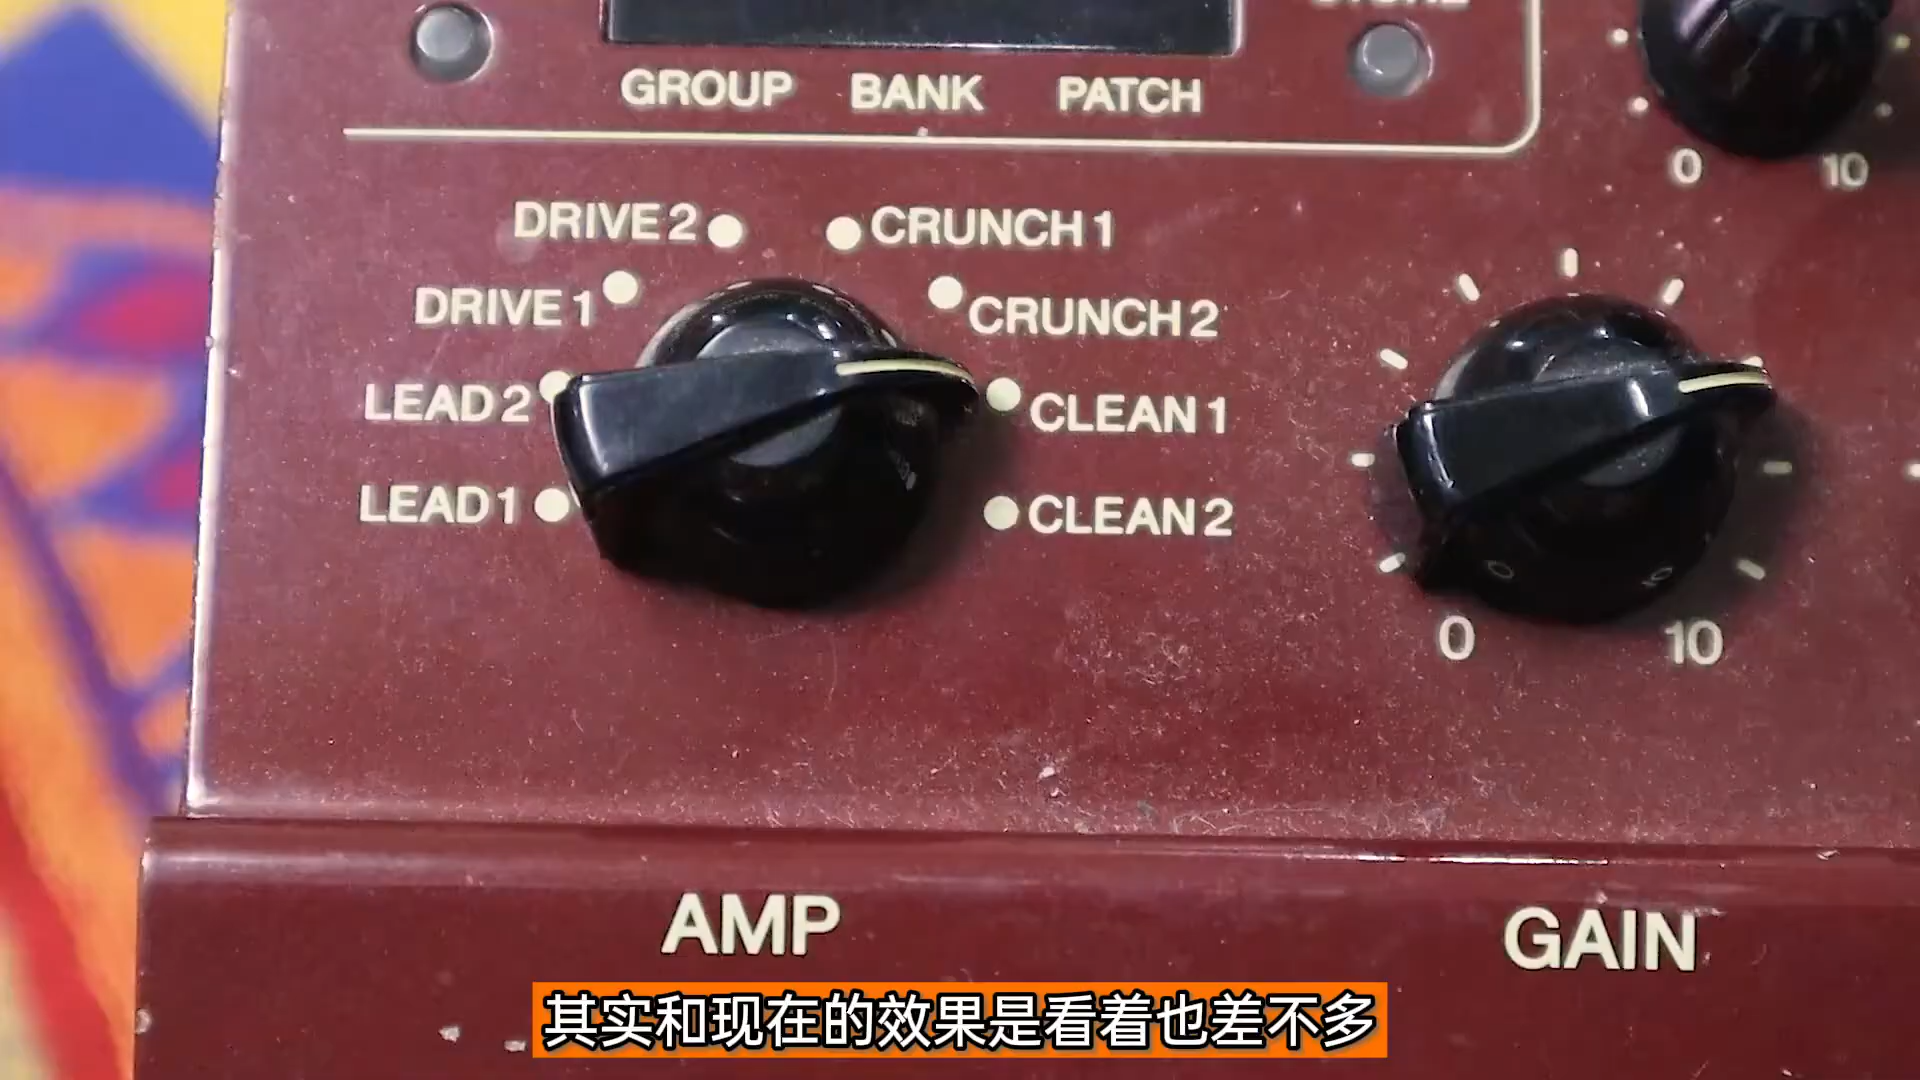 GROUP BANK PATCH
0 10
DRIVE 2 CRUNCH 1
DRIVE 1 CRUNCH 2
LEAD 2 CLEAN 1
LEAD 1 CLEAN 2
0 10
AMP GAIN
其实和现在的效果是看着也差不多